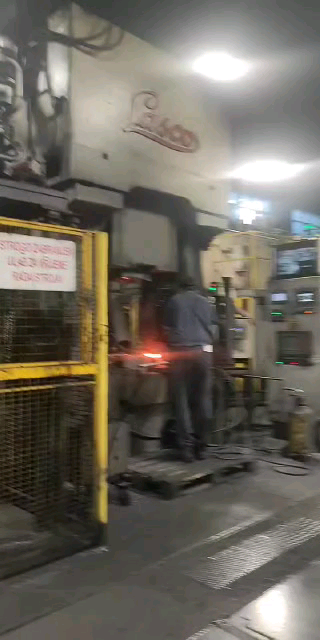 Lasco
STROGO ZABRANJEN
ULAZ ZA VRIJEME
RADA STROJA!